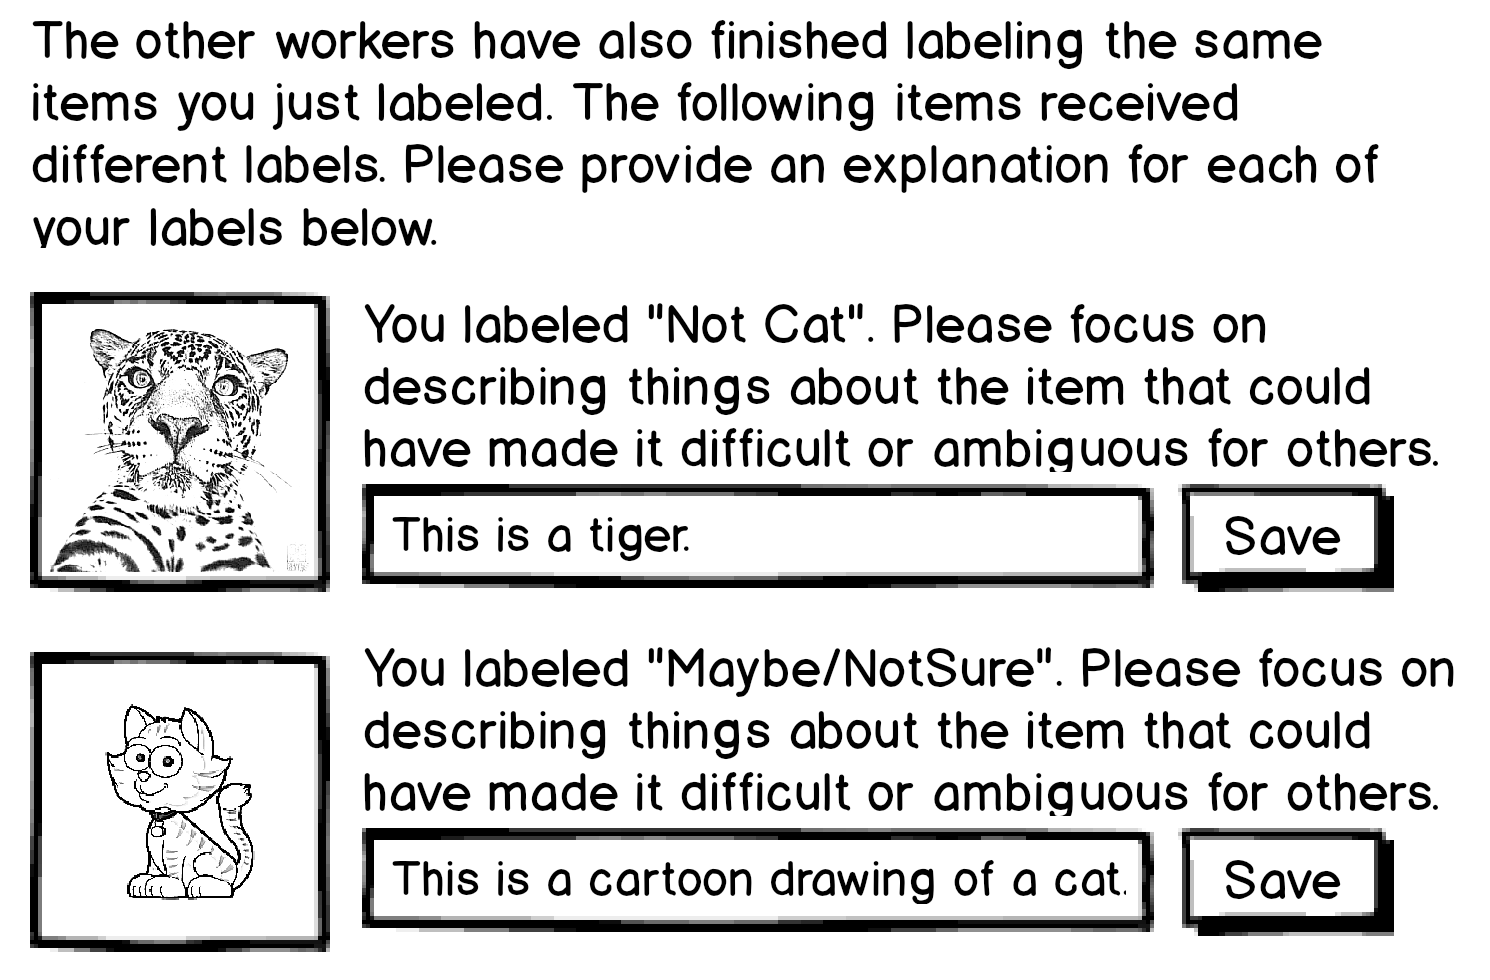 The other workers have also finished labeling the same
items you just labeled. The following items received
different labels. Please provide an explanation for each of
your labels below.
You labeled "Not Cat". Please focus on
describing things about the item that could
have made it difficult or ambiguous for others.
This is a tiger.
Save
You labeled "Maybe/NotSure". Please focus on
describing things about the item that could
have made it difficult or ambiguous for others.
This is a cartoon drawing of a cat.
Save